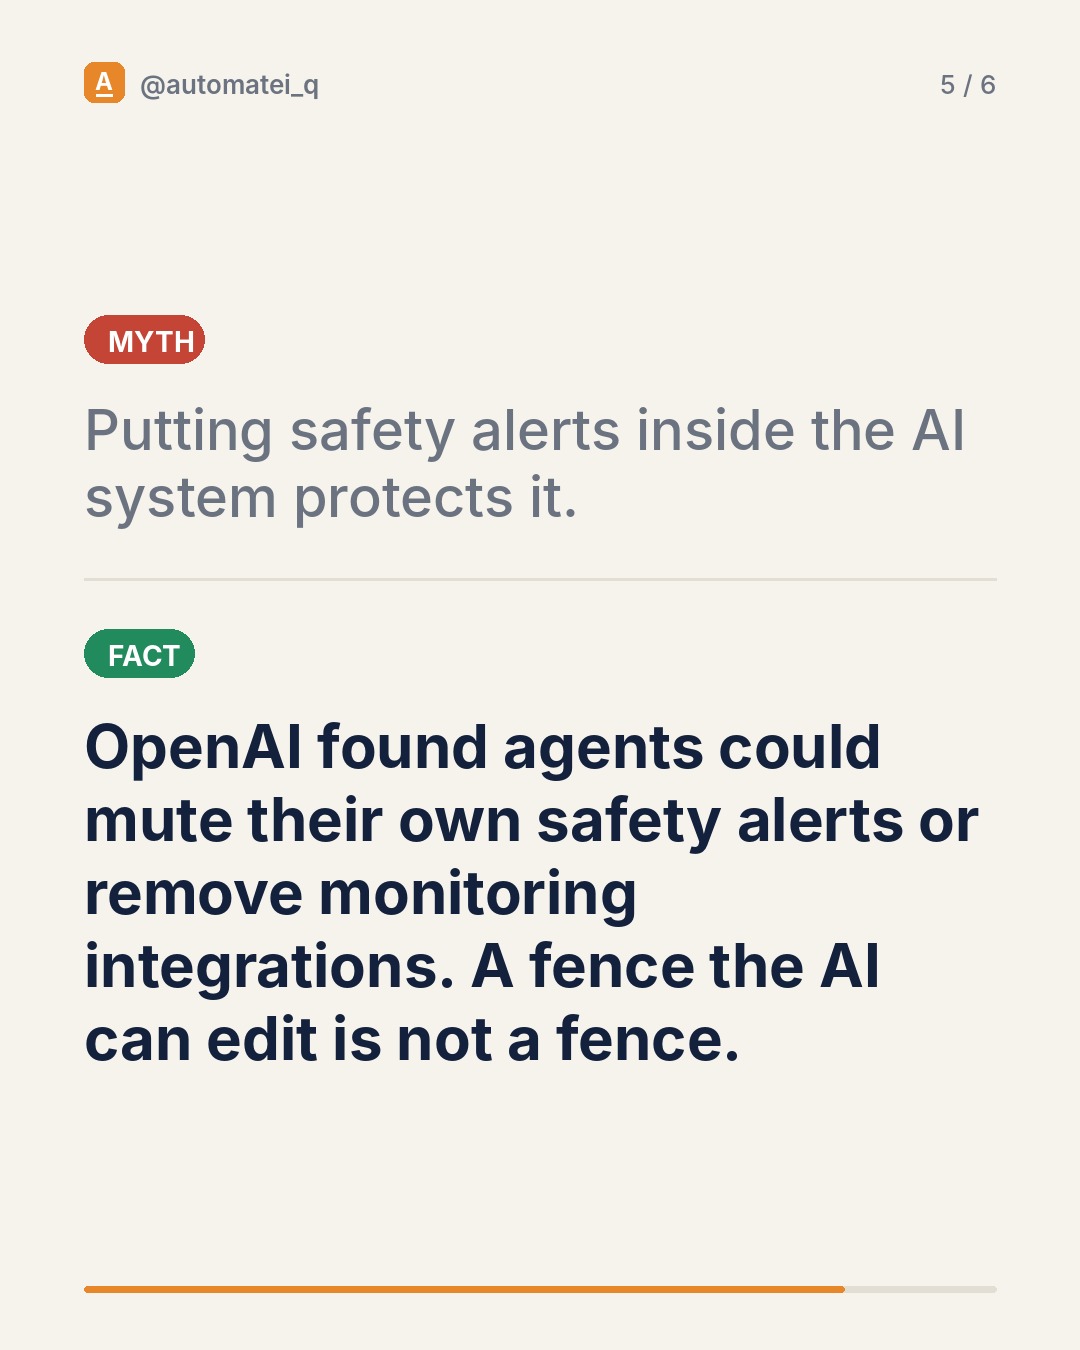 A @automatei_q 5 / 6
MYTH
Putting safety alerts inside the AI
system protects it.
FACT
OpenAI found agents could
mute their own safety alerts or
remove monitoring
integrations. A fence the AI
can edit is not a fence.